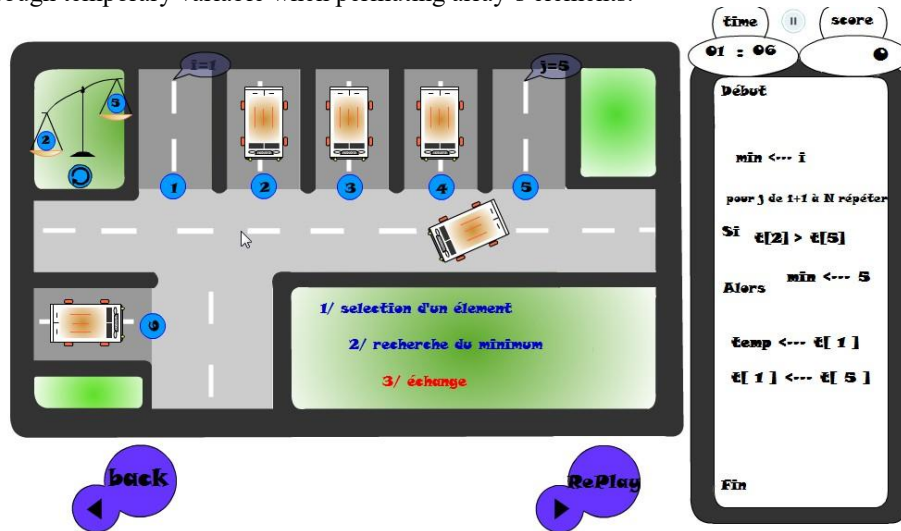 ough temporary variable when permuting array's elements.
time
score
01 : 06
0
i=1
j=5
2
5
1
2
3
4
5
6
1/ selection d'un élement
2/ recherche du minimum
3/ échange
Début
min <--- i
pour j de i+1 à N répéter
Si t[2] > t[5]
Alors min <--- 5
temp <--- t[ 1 ]
t[ 1 ] <--- t[ 5 ]
Fin
back
RePlay